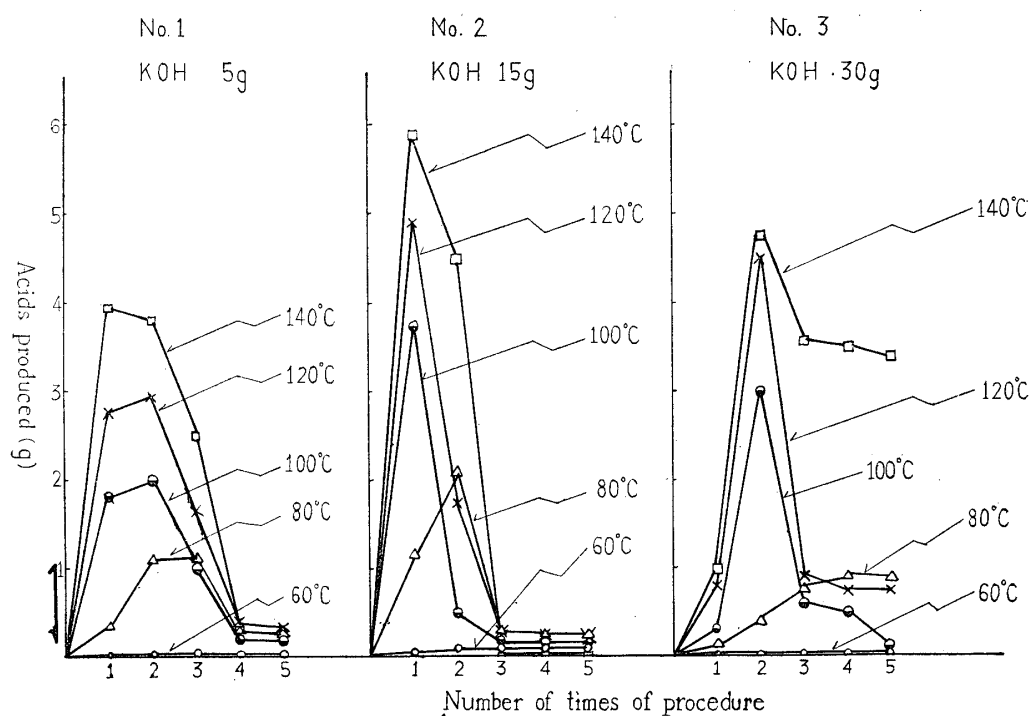 No. 1
KOH 5g
Mo. 2
KOH 15g
No. 3
KOH 30g
Acids produced (g)
6
5
4
3
2
1
140°C
120°C
100°C
80°C
60°C
140°C
120°C
100°C
80°C
60°C
140°C
120°C
100°C
80°C
60°C
1 2 3 4 5
1 2 3 4 5
1 2 3 4 5
Number of times of procedure